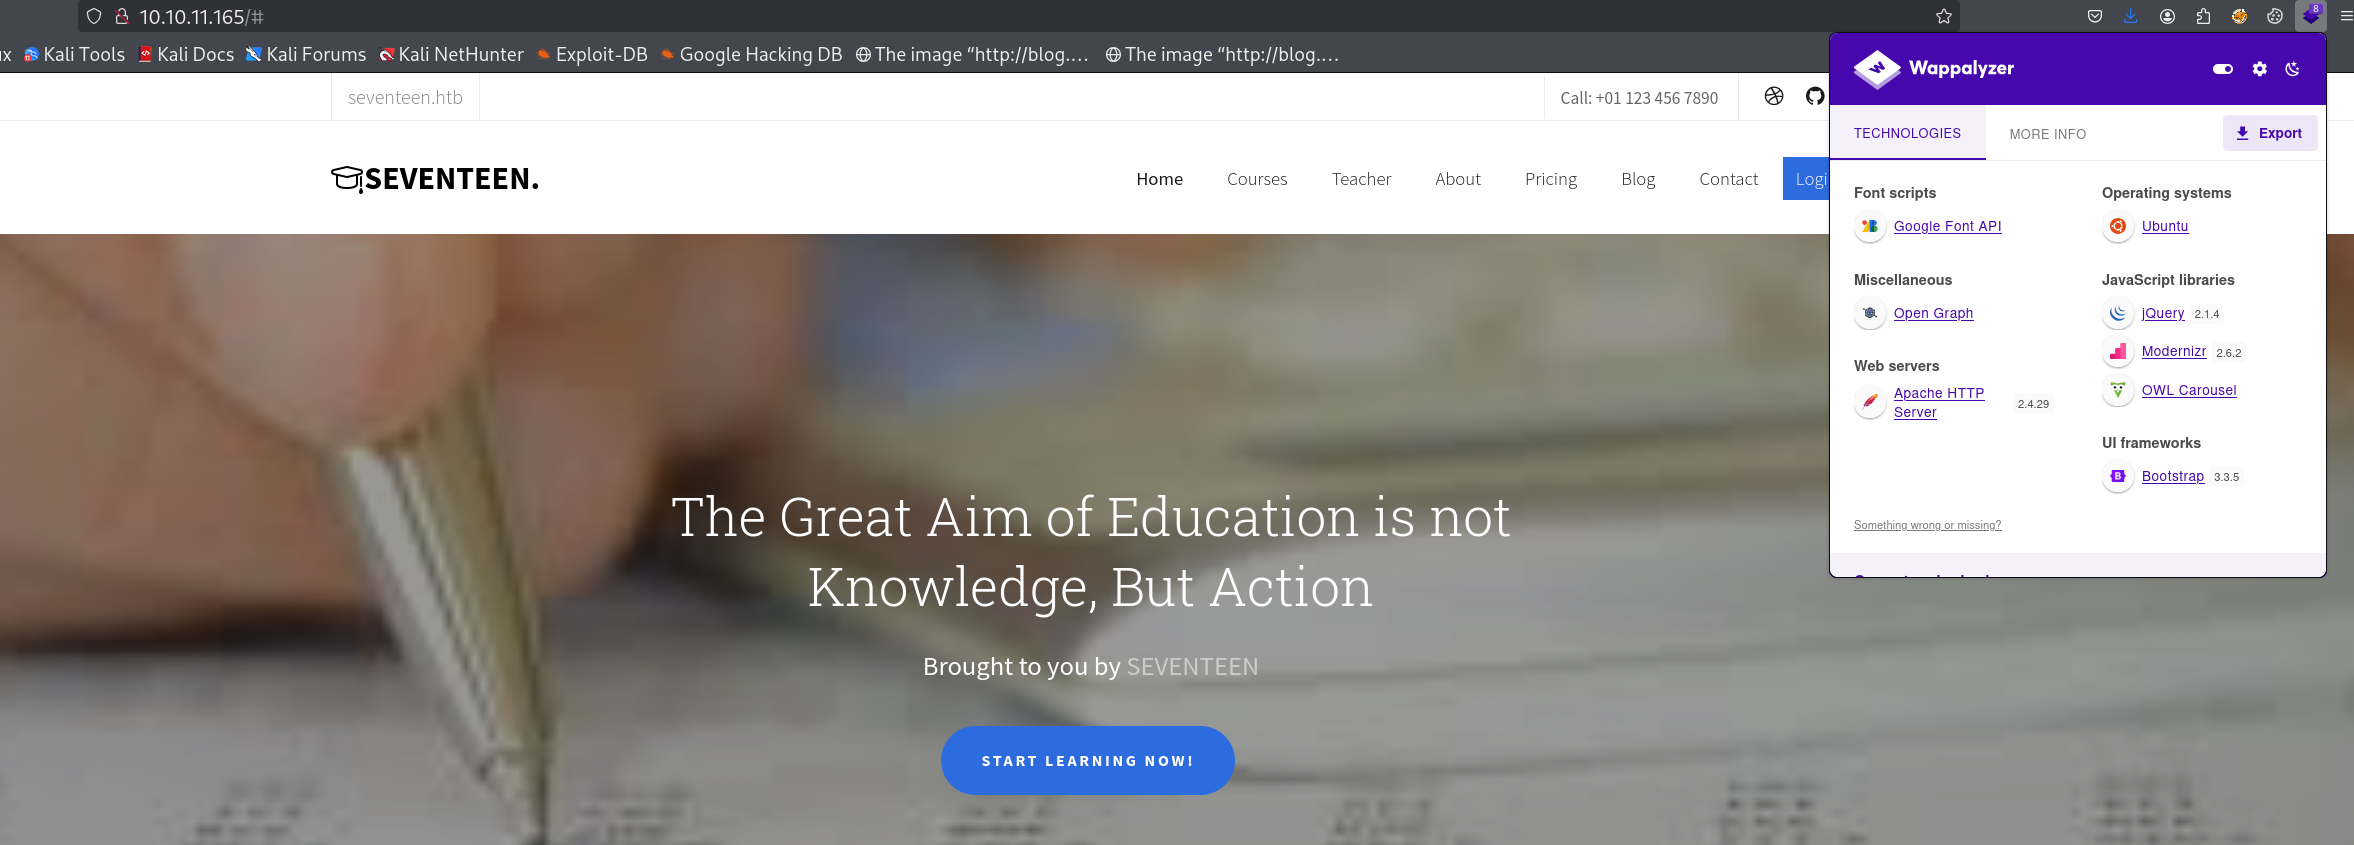 10.10.11.165/#
8
ux Kali Tools Kali Docs Kali Forums Kali NetHunter Exploit-DB Google Hacking DB The image “http://blog.… The image “http://blog.…
seventeen.htb
Call: +01 123 456 7890
SEVENTEEN.
Home Courses Teacher About Pricing Blog Contact Logi
The Great Aim of Education is not
Knowledge, But Action
Brought to you by SEVENTEEN
START LEARNING NOW!
Wappalyzer
TECHNOLOGIES MORE INFO Export
Font scripts
Google Font API
Miscellaneous
Open Graph
Web servers
Apache HTTP
Server 2.4.29
Operating systems
Ubuntu
JavaScript libraries
jQuery 2.1.4
Modernizr 2.6.2
OWL Carousel
UI frameworks
Bootstrap 3.3.5
Something wrong or missing?